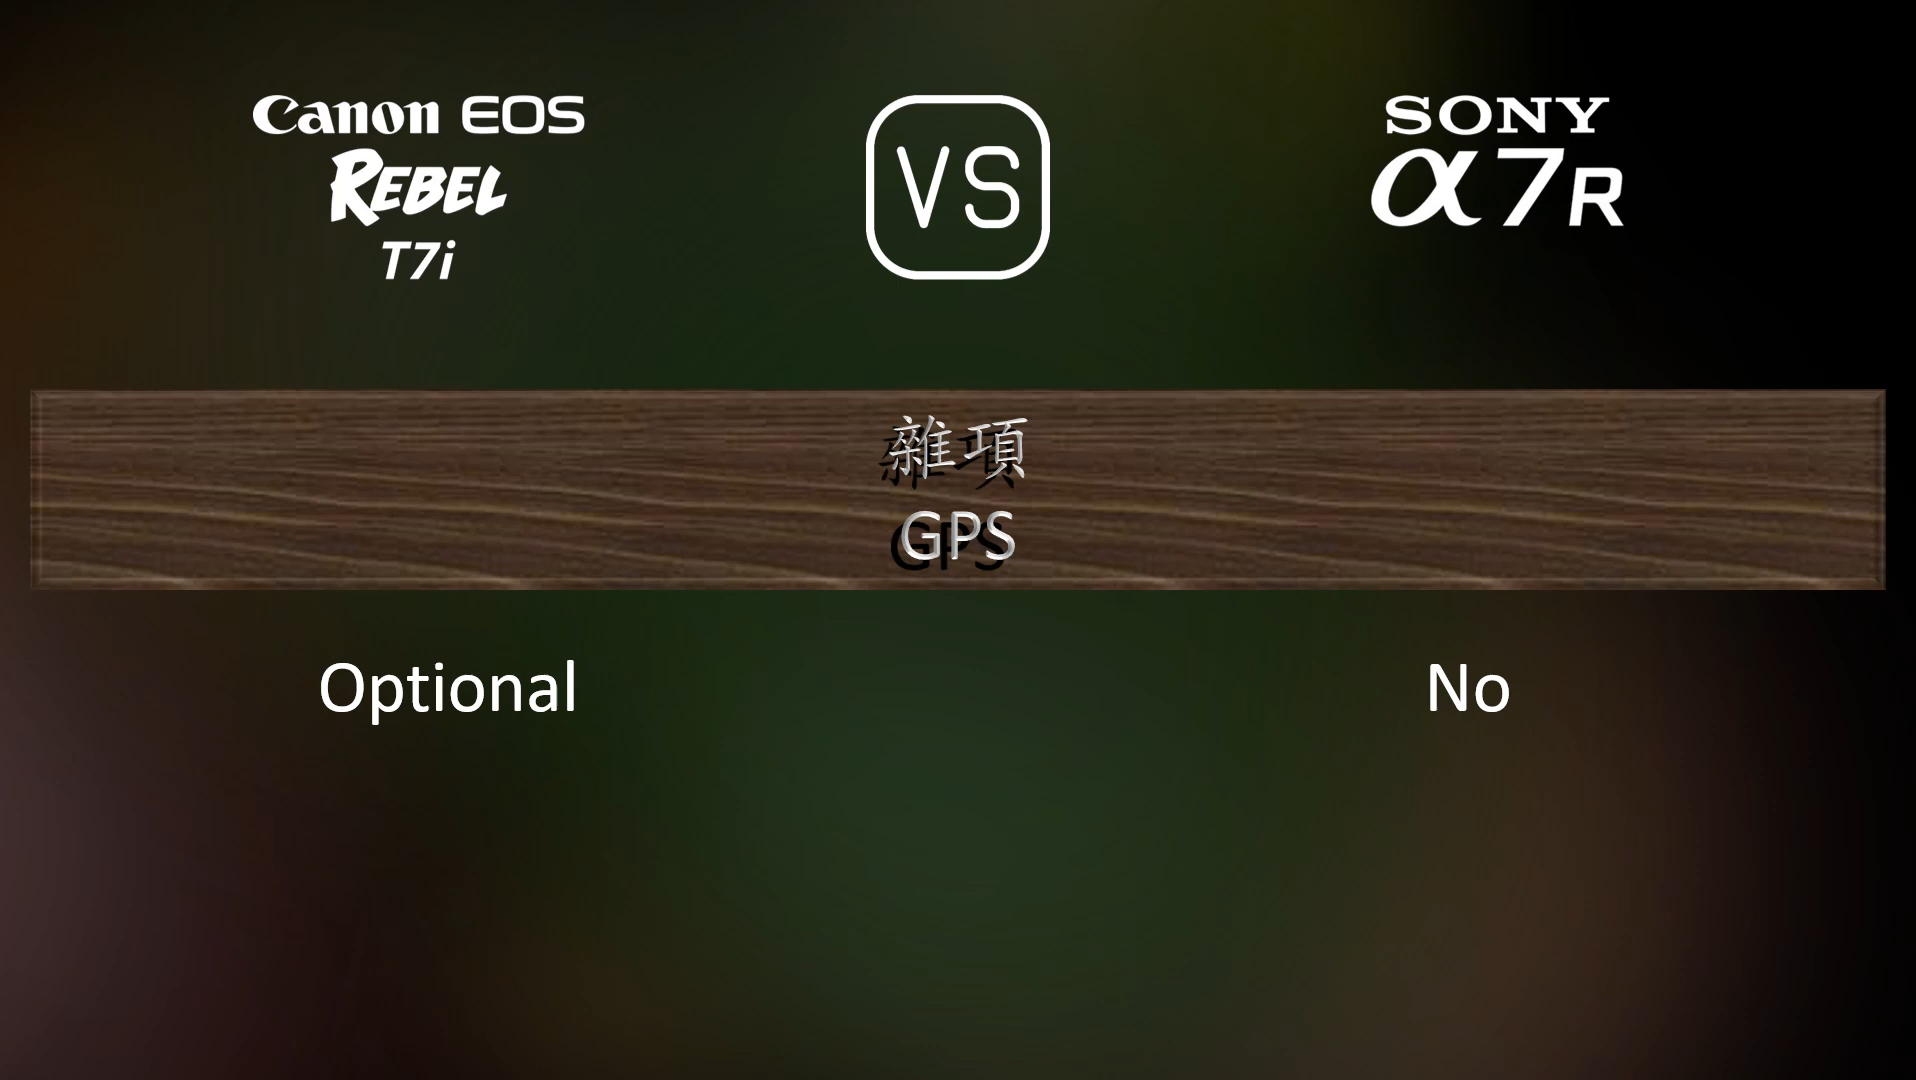 Canon EOS
REBEL
T7i
VS
SONY
α7R
雜項
GPS
Optional
No